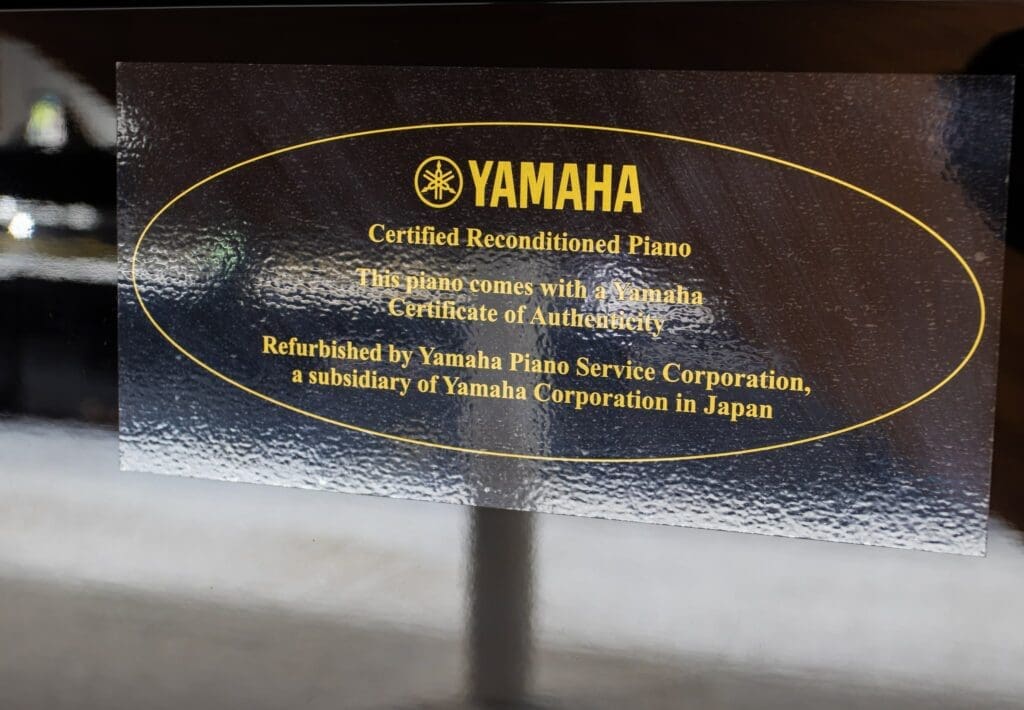 YAMAHA
Certified Reconditioned Piano
This piano comes with a Yamaha
Certificate of Authenticity
Refurbished by Yamaha Piano Service Corporation,
a subsidiary of Yamaha Corporation in Japan